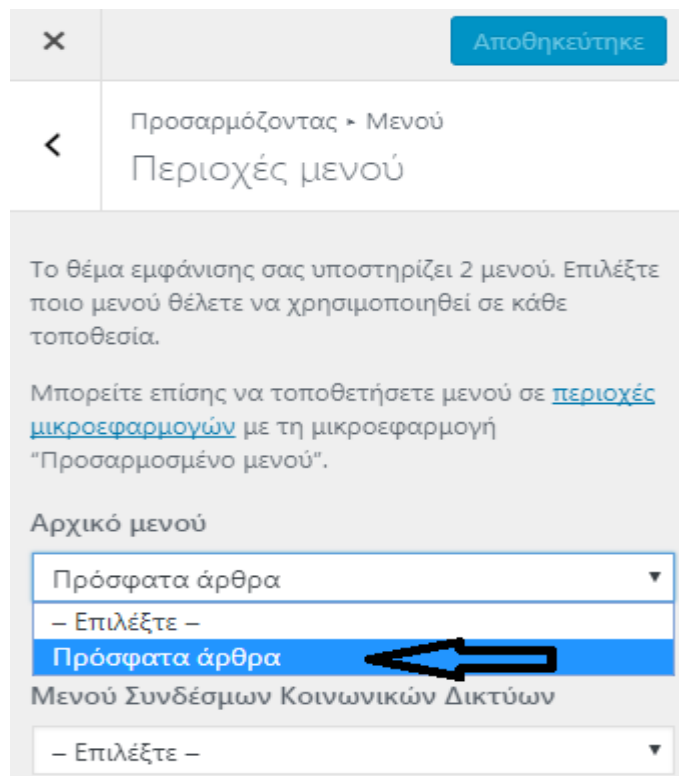 Αποθηκεύτηκε
Προσαρμόζοντας ▸ Μενού
Περιοχές μενού
Το θέμα εμφάνισης σας υποστηρίζει 2 μενού. Επιλέξτε
ποιο μενού θέλετε να χρησιμοποιηθεί σε κάθε
τοποθεσία.
Μπορείτε επίσης να τοποθετήσετε μενού σε περιοχές
μικροεφαρμογών με τη μικροεφαρμογή
“Προσαρμοσμένο μενού”.
Αρχικό μενού
Πρόσφατα άρθρα
– Επιλέξτε –
Πρόσφατα άρθρα
Μενού Συνδέσμων Κοινωνικών Δικτύων
– Επιλέξτε –